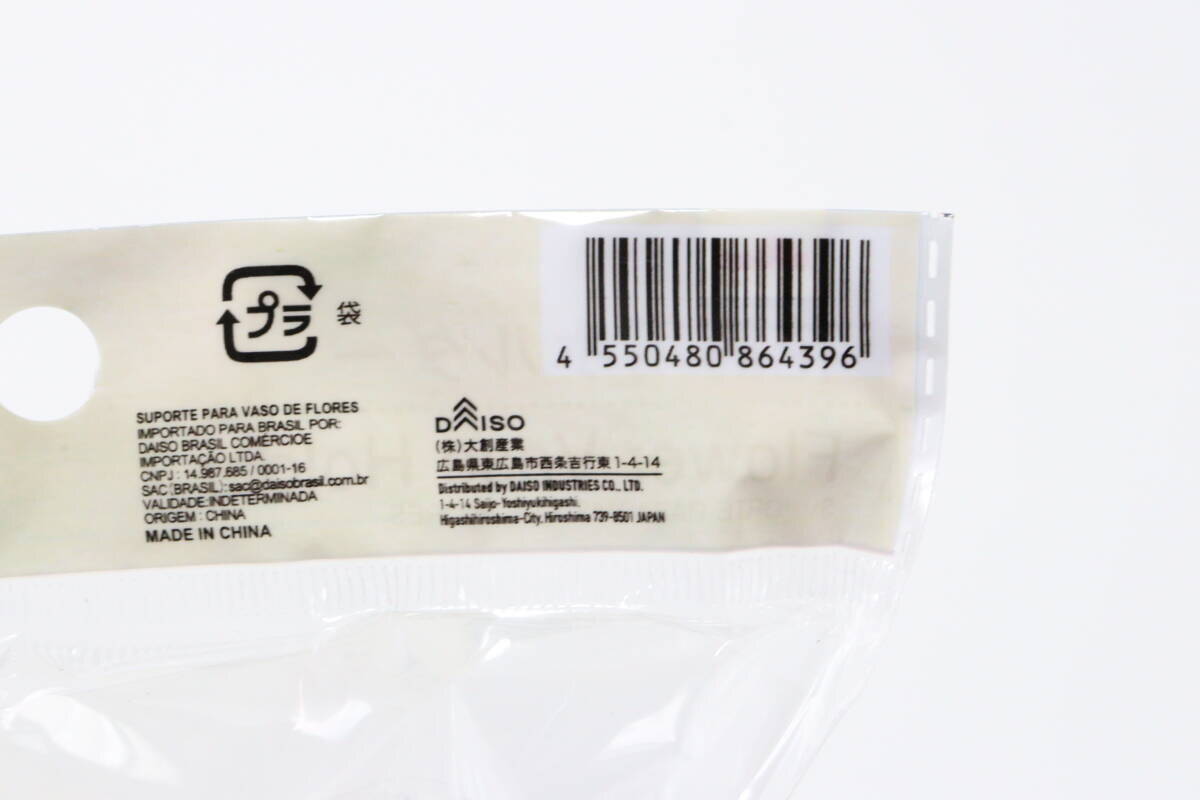 プラ
袋
4 550480 864396
SUPORTE PARA VASO DE FLORES
IMPORTADO PARA BRASIL POR:
DAISO BRASIL COMÉRCIOE
IMPORTAÇÃO LTDA.
CNPJ : 14.987.685 / 0001-16
SAC (BRASIL): sac@daisobrasil.com.br
VALIDADE:INDETERMINADA
ORIGEM : CHINA
MADE IN CHINA
DAISO
(株)大創産業
広島県東広島市西条吉行東1-4-14
Distributed by DAISO INDUSTRIES CO., LTD.
1-4-14 Saijo-Yoshiyukihigashi,
Higashihiroshima-City, Hiroshima 739-8501 JAPAN